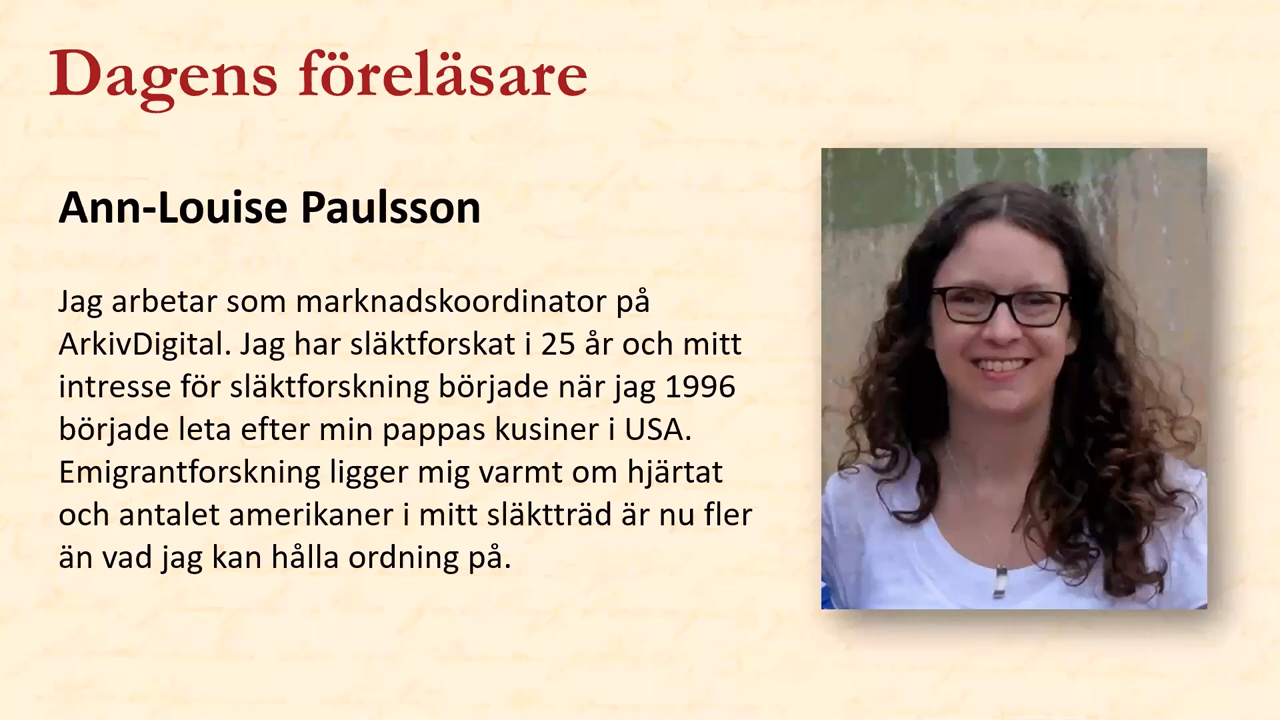 Dagens föreläsare
Ann-Louise Paulsson
Jag arbetar som marknadskoordinator på
ArkivDigital. Jag har släktforskat i 25 år och mitt
intresse för släktforskning började när jag 1996
började leta efter min pappas kusiner i USA.
Emigrantforskning ligger mig varmt om hjärtat
och antalet amerikaner i mitt släktträd är nu fler
än vad jag kan hålla ordning på.